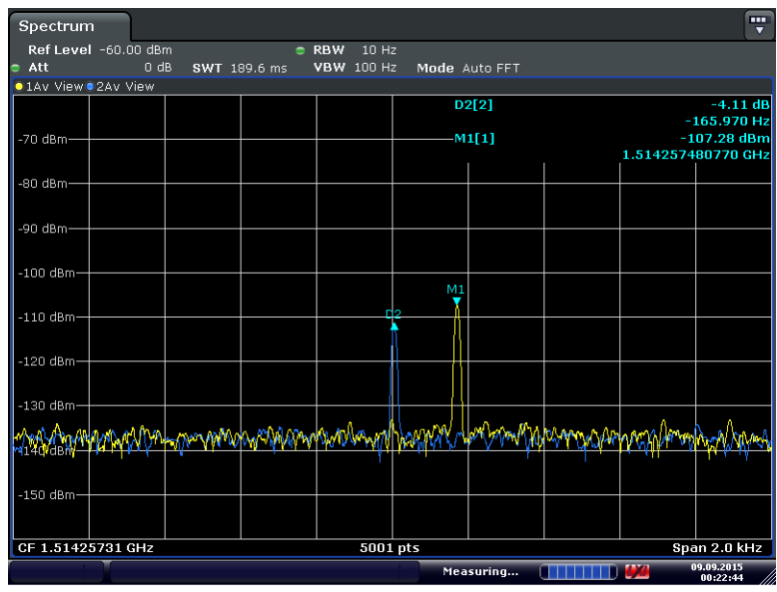 Spectrum
Ref Level -60.00 dBm RBW 10 Hz
Att 0 dB SWT 189.6 ms VBW 100 Hz Mode Auto FFT
1Av View 2Av View
D2[2] -4.11 dB
-165.970 Hz
-70 dBm M1[1] -107.28 dBm
1.514257480770 GHz
-80 dBm
-90 dBm
-100 dBm
M1
-110 dBm D2
-120 dBm
-130 dBm
-140 dBm
-150 dBm
CF 1.51425731 GHz 5001 pts Span 2.0 kHz
Measuring... 09.09.2015
00:22:44